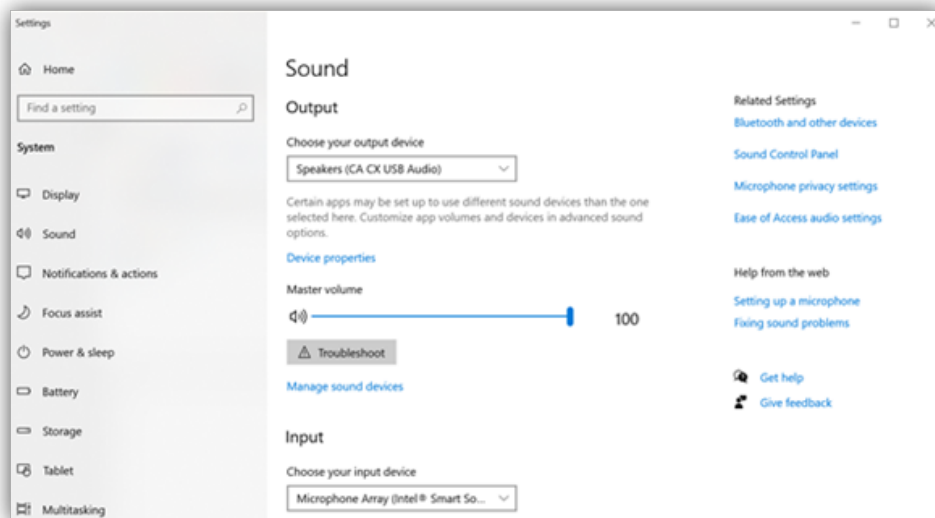 Settings
Home
Find a setting
System
Display
Sound
Notifications & actions
Focus assist
Power & sleep
Battery
Storage
Tablet
Multitasking
Sound
Output
Choose your output device
Speakers (CA CX USB Audio)
Certain apps may be set up to use different sound devices than the one
selected here. Customize app volumes and devices in advanced sound
options.
Device properties
Master volume
100
Troubleshoot
Manage sound devices
Input
Choose your input device
Microphone Array (Intel® Smart So...
Related Settings
Bluetooth and other devices
Sound Control Panel
Microphone privacy settings
Ease of Access audio settings
Help from the web
Setting up a microphone
Fixing sound problems
Get help
Give feedback